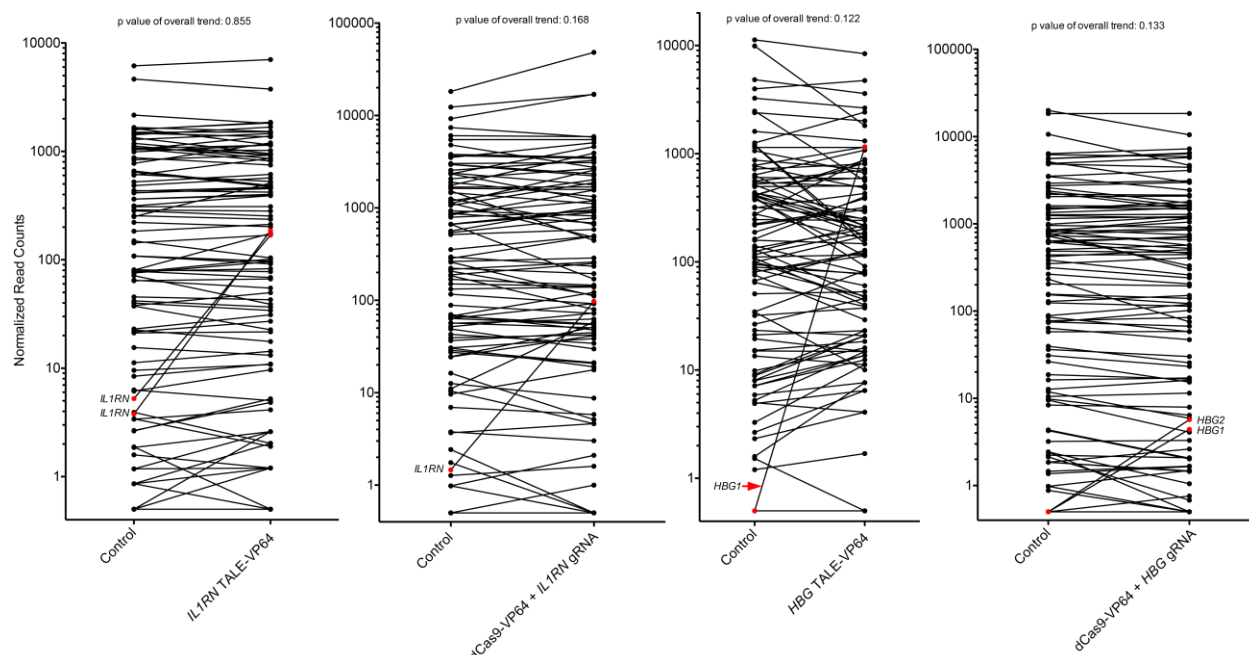 p value of overall trend: 0.855
p value of overall trend: 0.168
p value of overall trend: 0.122
p value of overall trend: 0.133
Normalized Read Counts
10000
1000
100
10
1
IL1RN
IL1RN
Control
IL1RN TALE-VP64
100000
10000
1000
100
10
1
IL1RN
Control
dCas9-VP64 + IL1RN gRNA
10000
1000
100
10
1
HBG1
Control
HBG TALE-VP64
100000
10000
1000
100
10
1
HBG2
HBG1
Control
dCas9-VP64 + HBG gRNA